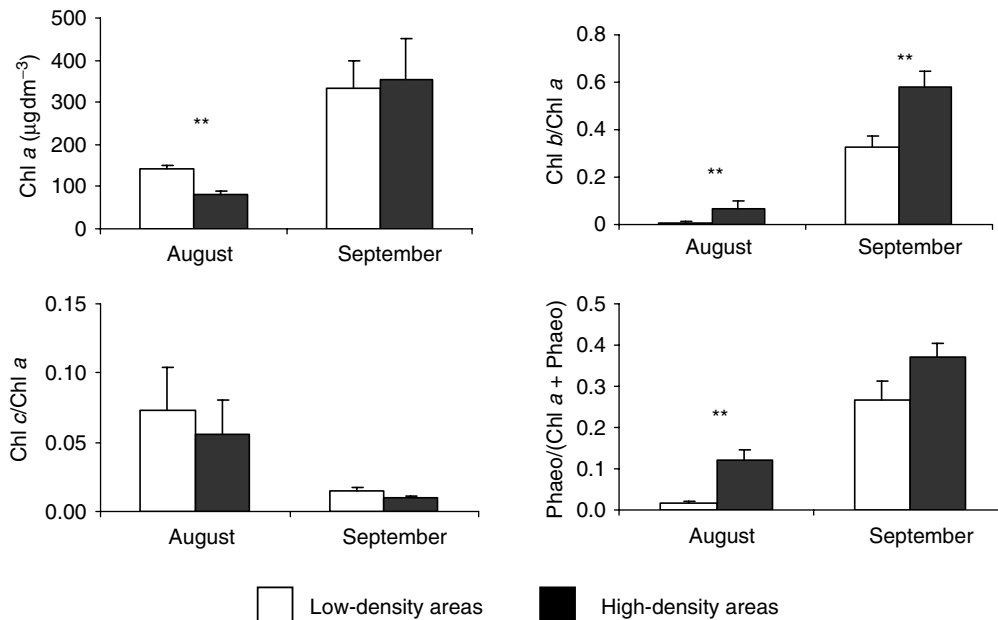 500
400
300
200
100
0
Chl a (µgdm⁻³)
**
August
September
0.8
0.6
0.4
0.2
0
Chl b/Chl a
**
**
August
September
0.15
0.10
0.05
0.00
Chl c/Chl a
August
September
0.5
0.4
0.3
0.2
0.1
0.0
Phaeo/(Chl a + Phaeo)
**
August
September
Low-density areas
High-density areas